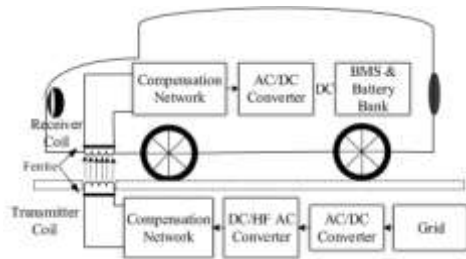 Compensation
Network
AC/DC
Converter
DC
BMS &
Battery
Bank
Receiver
Coil
Ferrite
Transmitter
Coil
Compensation
Network
DC/HF AC
Converter
AC/DC
Converter
Grid